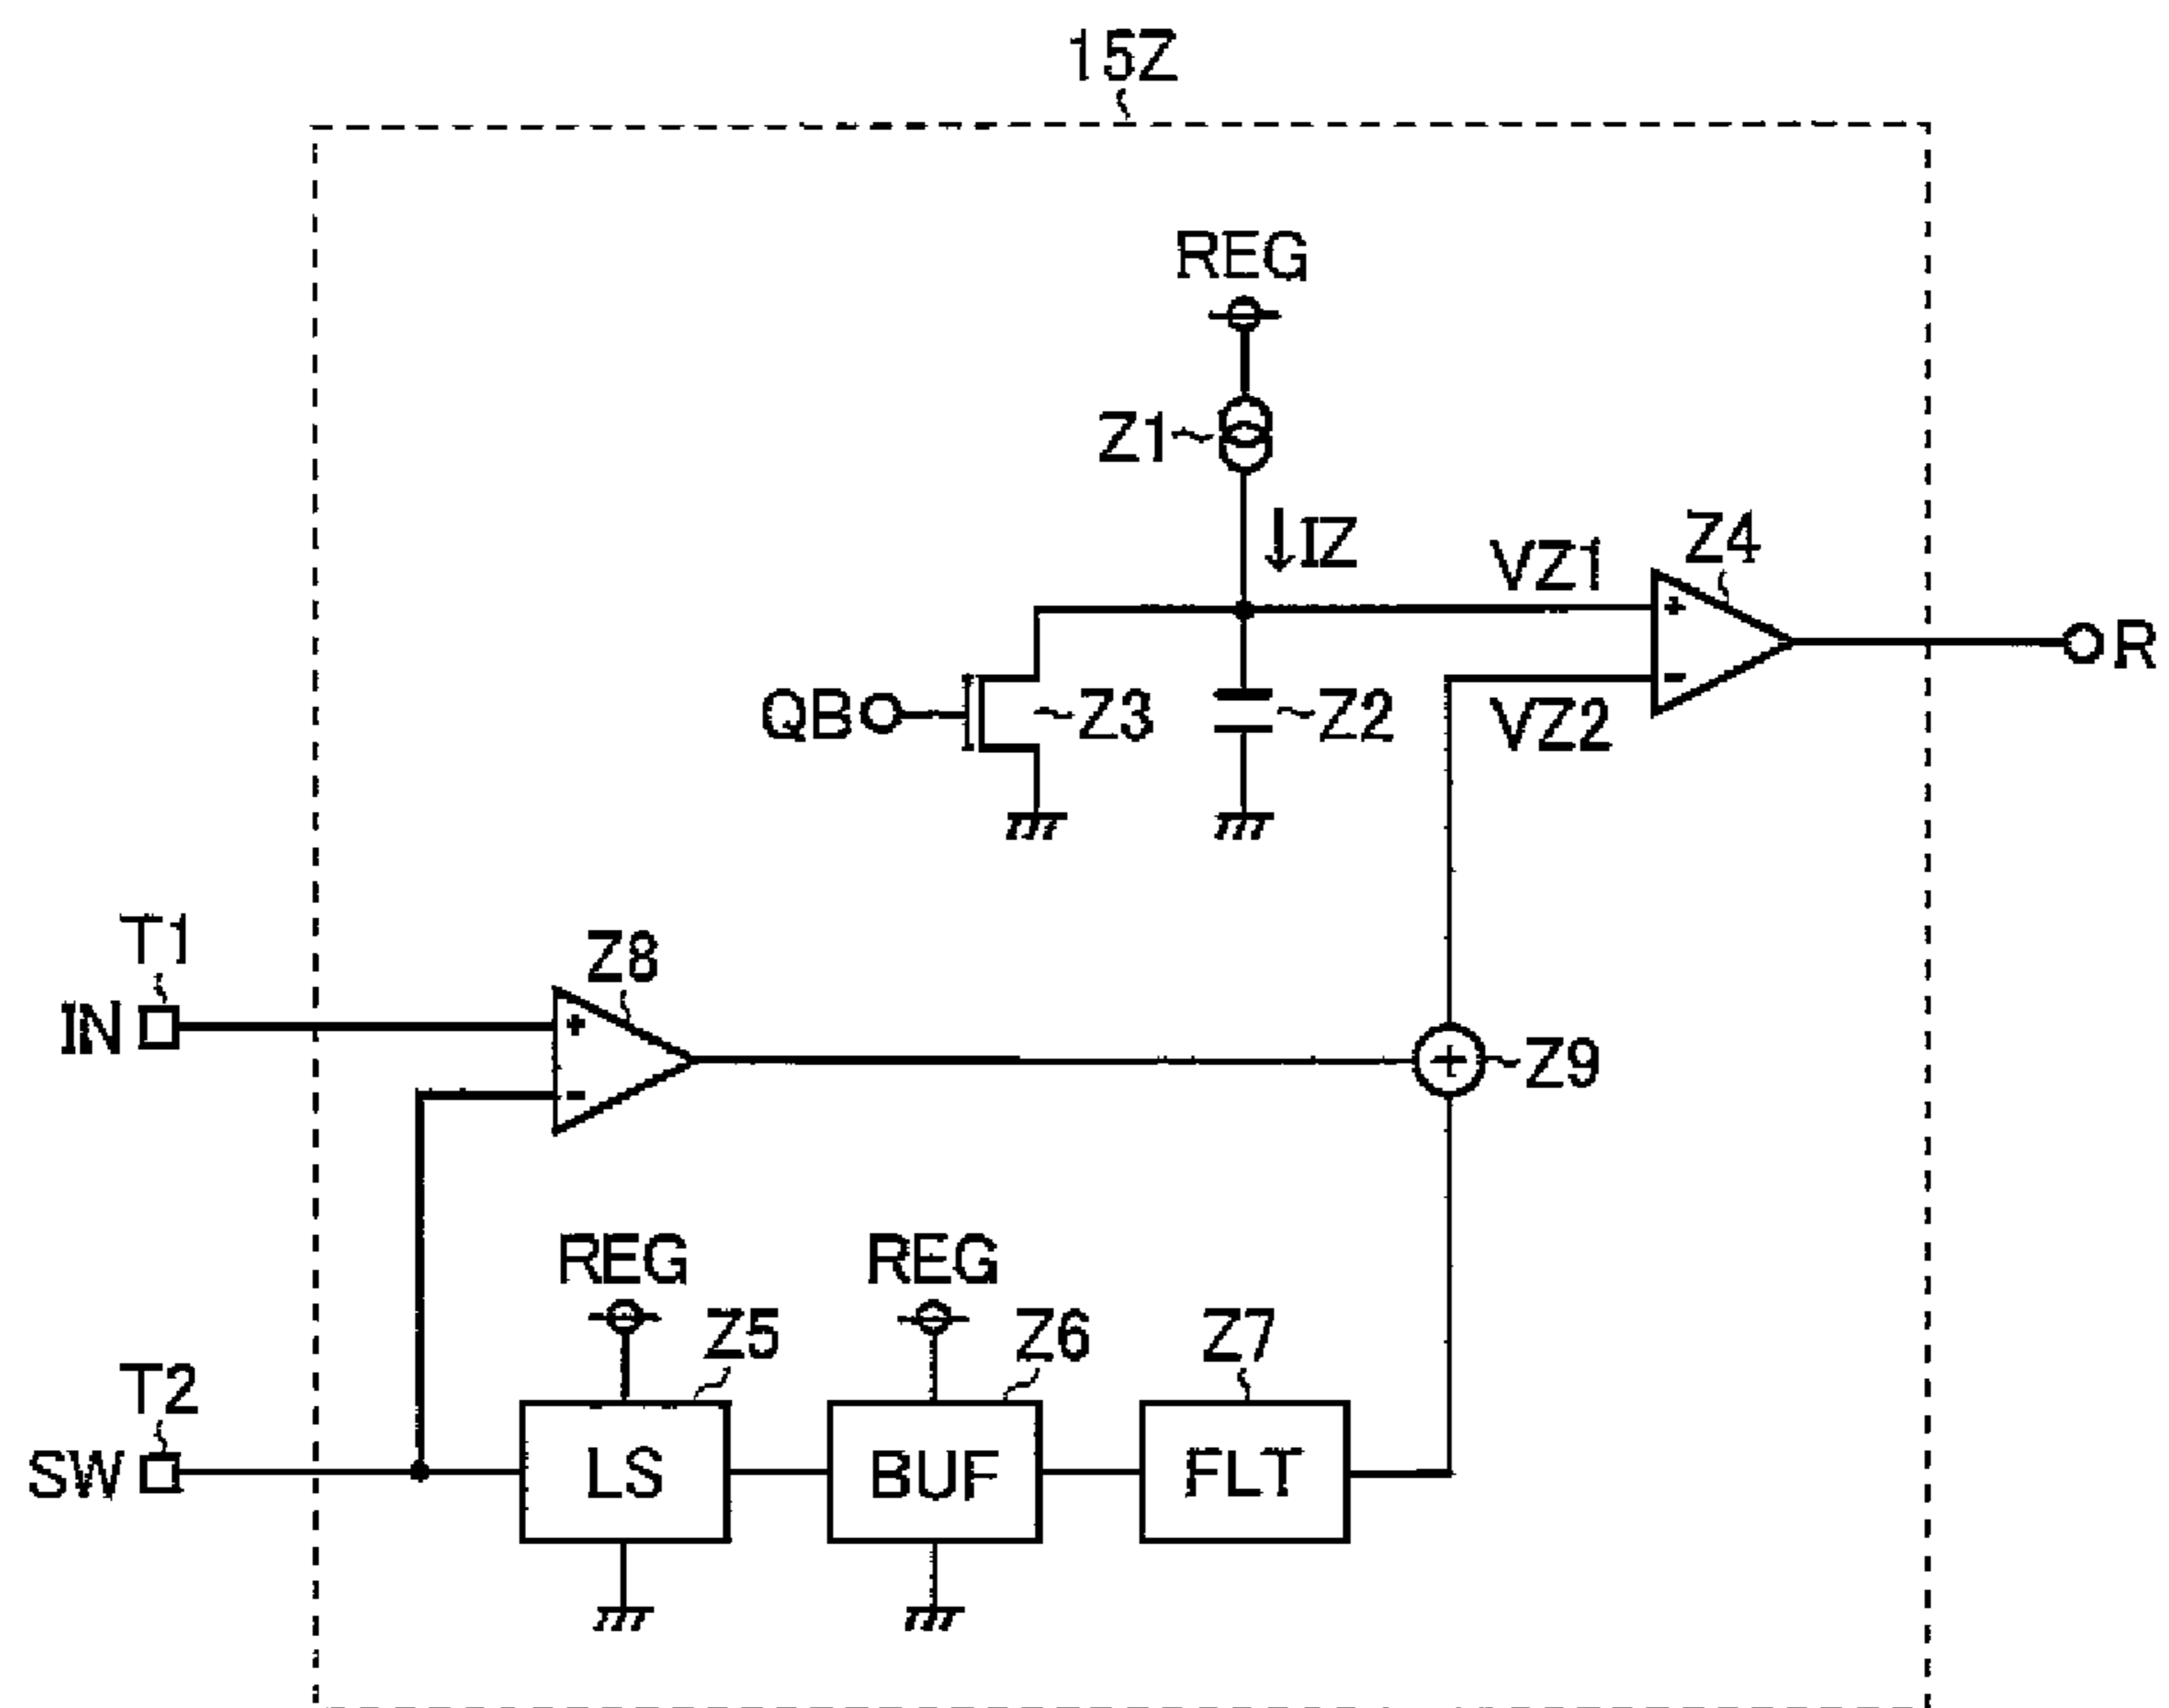 15Z
REG
Z1
IZ
VZ1
Z4
+
-
R
QB
Z3
Z2
VZ2
T1
IN
Z8
+
-
+
Z9
REG
REG
T2
Z5
Z6
Z7
SW
LS
BUF
FLT